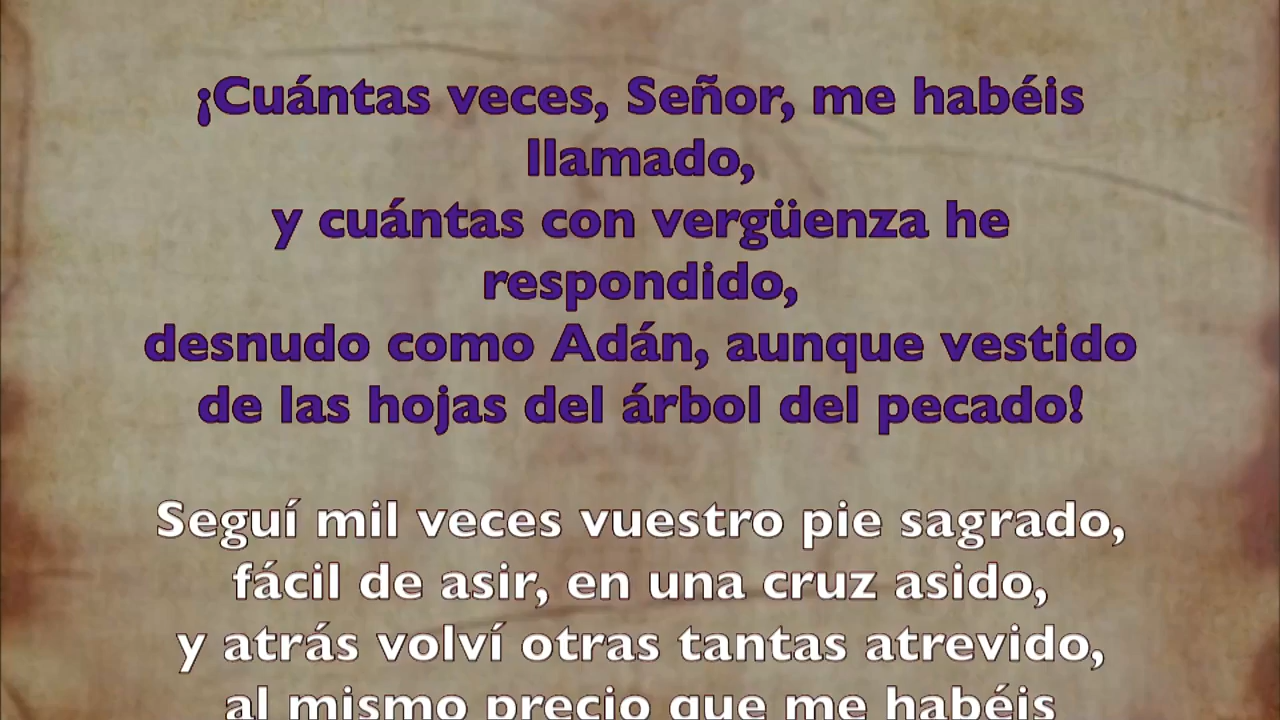 ¡Cuántas veces, Señor, me habéis
llamado,
y cuántas con vergüenza he
respondido,
desnudo como Adán, aunque vestido
de las hojas del árbol del pecado!
Seguí mil veces vuestro pie sagrado,
fácil de asir, en una cruz asido,
y atrás volví otras tantas atrevido,
al mismo precio que me habéis